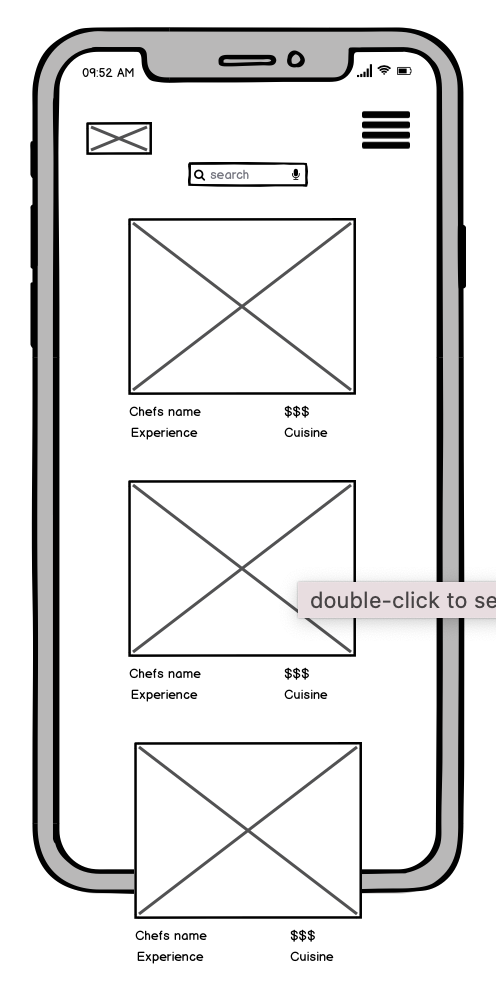 09:52 AM
search
Chefs name $$$
Experience Cuisine
double-click to se
Chefs name $$$
Experience Cuisine
Chefs name $$$
Experience Cuisine